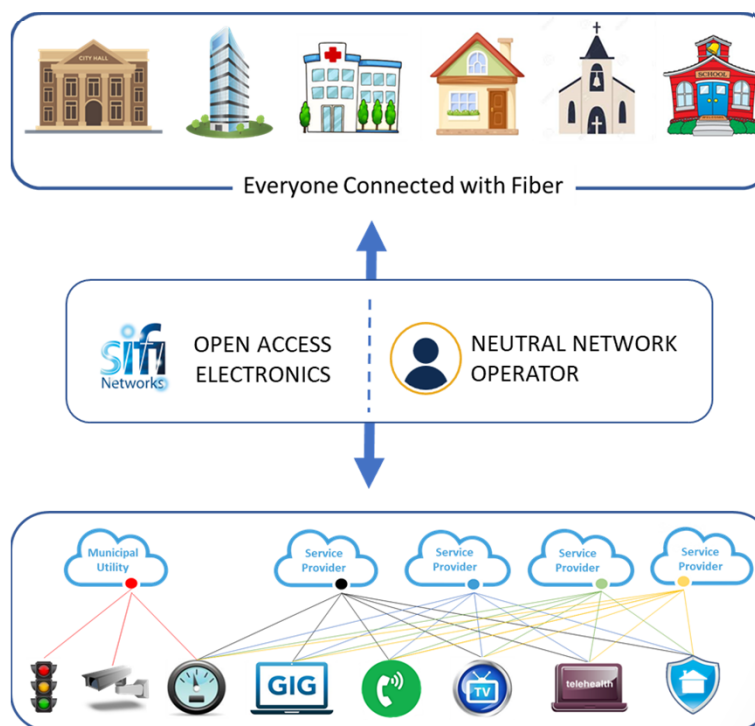 CITY HALL
SCHOOL
Everyone Connected with Fiber
sifi
Networks
OPEN ACCESS
ELECTRONICS
NEUTRAL NETWORK
OPERATOR
Municipal
Utility
Service
Provider
Service
Provider
Service
Provider
Service
Provider
GIG
TV
telehealth